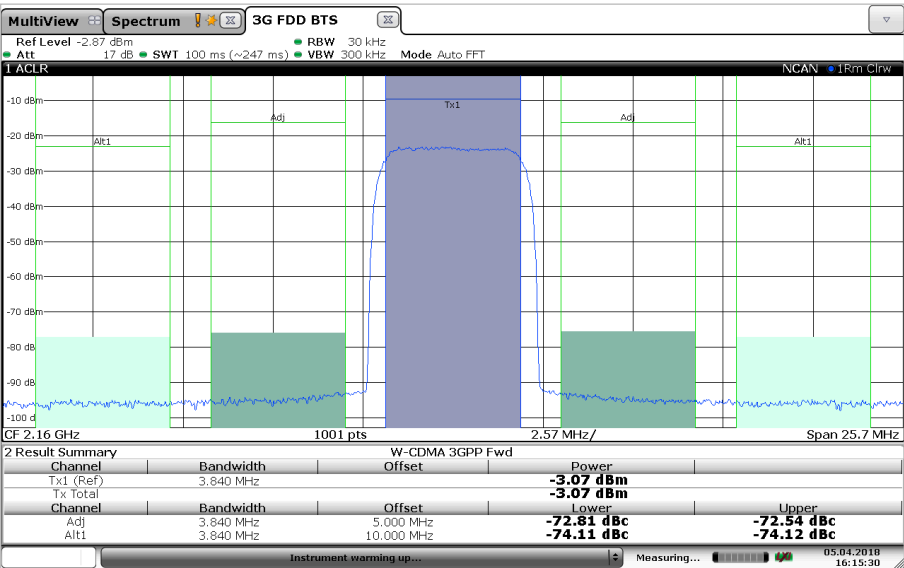 MultiView Spectrum ! 3G FDD BTS
Ref Level -2.87 dBm RBW 30 kHz
Att 17 dB SWT 100 ms (~247 ms) VBW 300 kHz Mode Auto FFT
1 ACLR NCAN 1Rm Clrw
-10 dBm
Tx1
Adj Adj
-20 dBm
Alt1 Alt1
-30 dBm
-40 dBm
-50 dBm
-60 dBm
-70 dBm
-80 dB
-90 dB
-100 d
CF 2.16 GHz 1001 pts 2.57 MHz/ Span 25.7 MHz
2 Result Summary W-CDMA 3GPP Fwd
Channel Bandwidth Offset Power
Tx1 (Ref) 3.840 MHz -3.07 dBm
Tx Total -3.07 dBm
Channel Bandwidth Offset Lower Upper
Adj 3.840 MHz 5.000 MHz -72.81 dBc -72.54 dBc
Alt1 3.840 MHz 10.000 MHz -74.11 dBc -74.12 dBc
Instrument warming up... Measuring... 05.04.2018
16:15:30